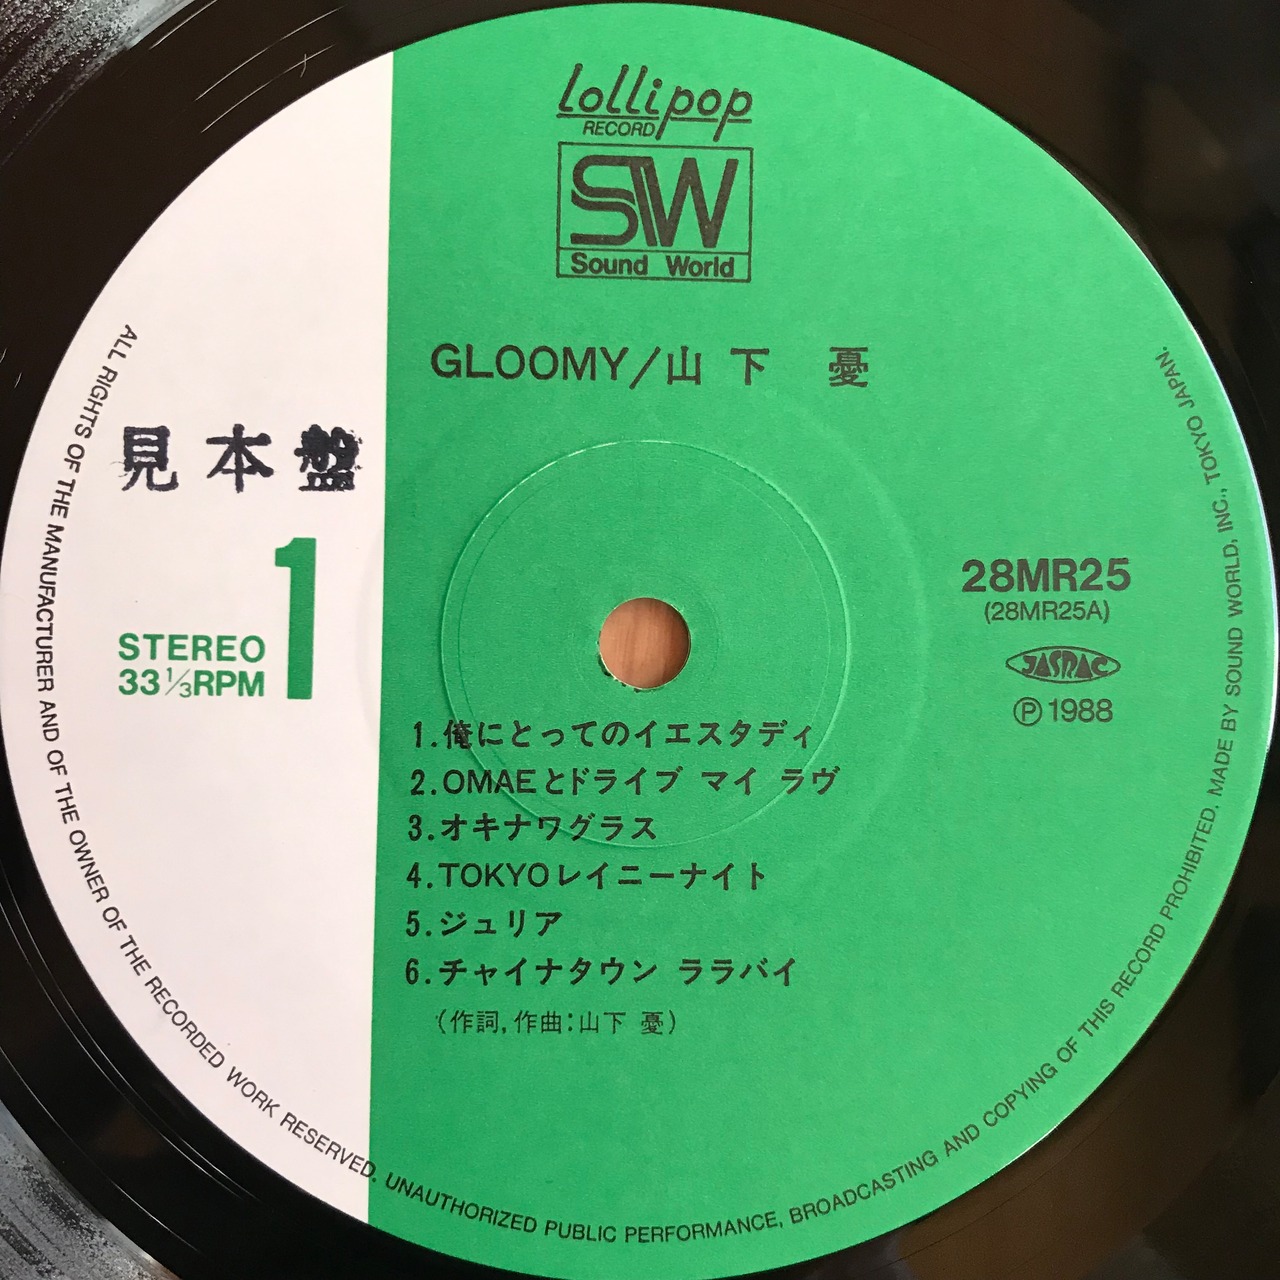 lollipop
RECORD
SW
Sound World
GLOOMY/山下 憂
見本盤
1
STEREO
33⅓RPM
28MR25
(28MR25A)
JASRAC
Ⓟ1988
1.俺にとってのイエスタディ
2.OMAEとドライブ マイ ラヴ
3.オキナワグラス
4.TOKYOレイニーナイト
5.ジュリア
6.チャイナタウン ララバイ
(作詞,作曲:山下 憂)
ALL RIGHTS OF THE MANUFACTURER AND OF THE OWNER OF THE RECORDED WORK RESERVED. UNAUTHORIZED PUBLIC PERFORMANCE, BROADCASTING AND COPYING OF THIS RECORD PROHIBITED. MADE BY SOUND WORLD, INC., TOKYO JAPAN.